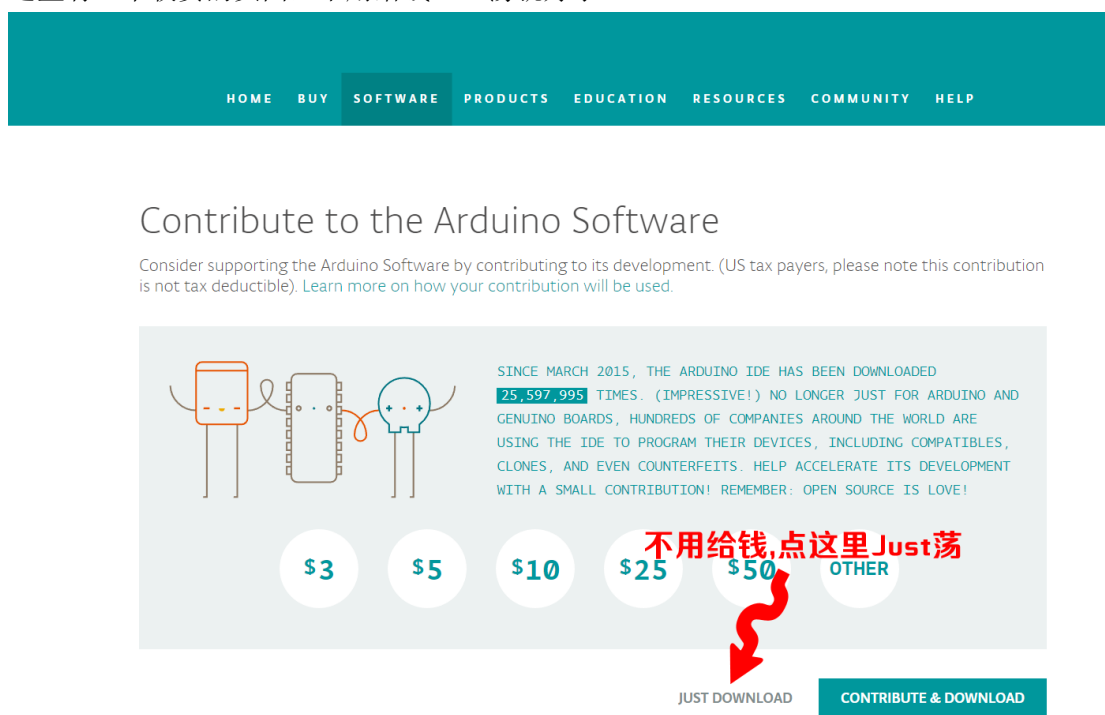 HOME BUY SOFTWARE PRODUCTS EDUCATION RESOURCES COMMUNITY HELP
Contribute to the Arduino Software
Consider supporting the Arduino Software by contributing to its development. (US tax payers, please note this contribution
is not tax deductible). Learn more on how your contribution will be used.
SINCE MARCH 2015, THE ARDUINO IDE HAS BEEN DOWNLOADED
25,597,995 TIMES. (IMPRESSIVE!) NO LONGER JUST FOR ARDUINO AND
GENUINO BOARDS, HUNDREDS OF COMPANIES AROUND THE WORLD ARE
USING THE IDE TO PROGRAM THEIR DEVICES, INCLUDING COMPATIBLES,
CLONES, AND EVEN COUNTERFEITS. HELP ACCELERATE ITS DEVELOPMENT
WITH A SMALL CONTRIBUTION! REMEMBER: OPEN SOURCE IS LOVE!
不用给钱,点这里Just荡
$3 $5 $10 $25 $50 OTHER
JUST DOWNLOAD CONTRIBUTE & DOWNLOAD